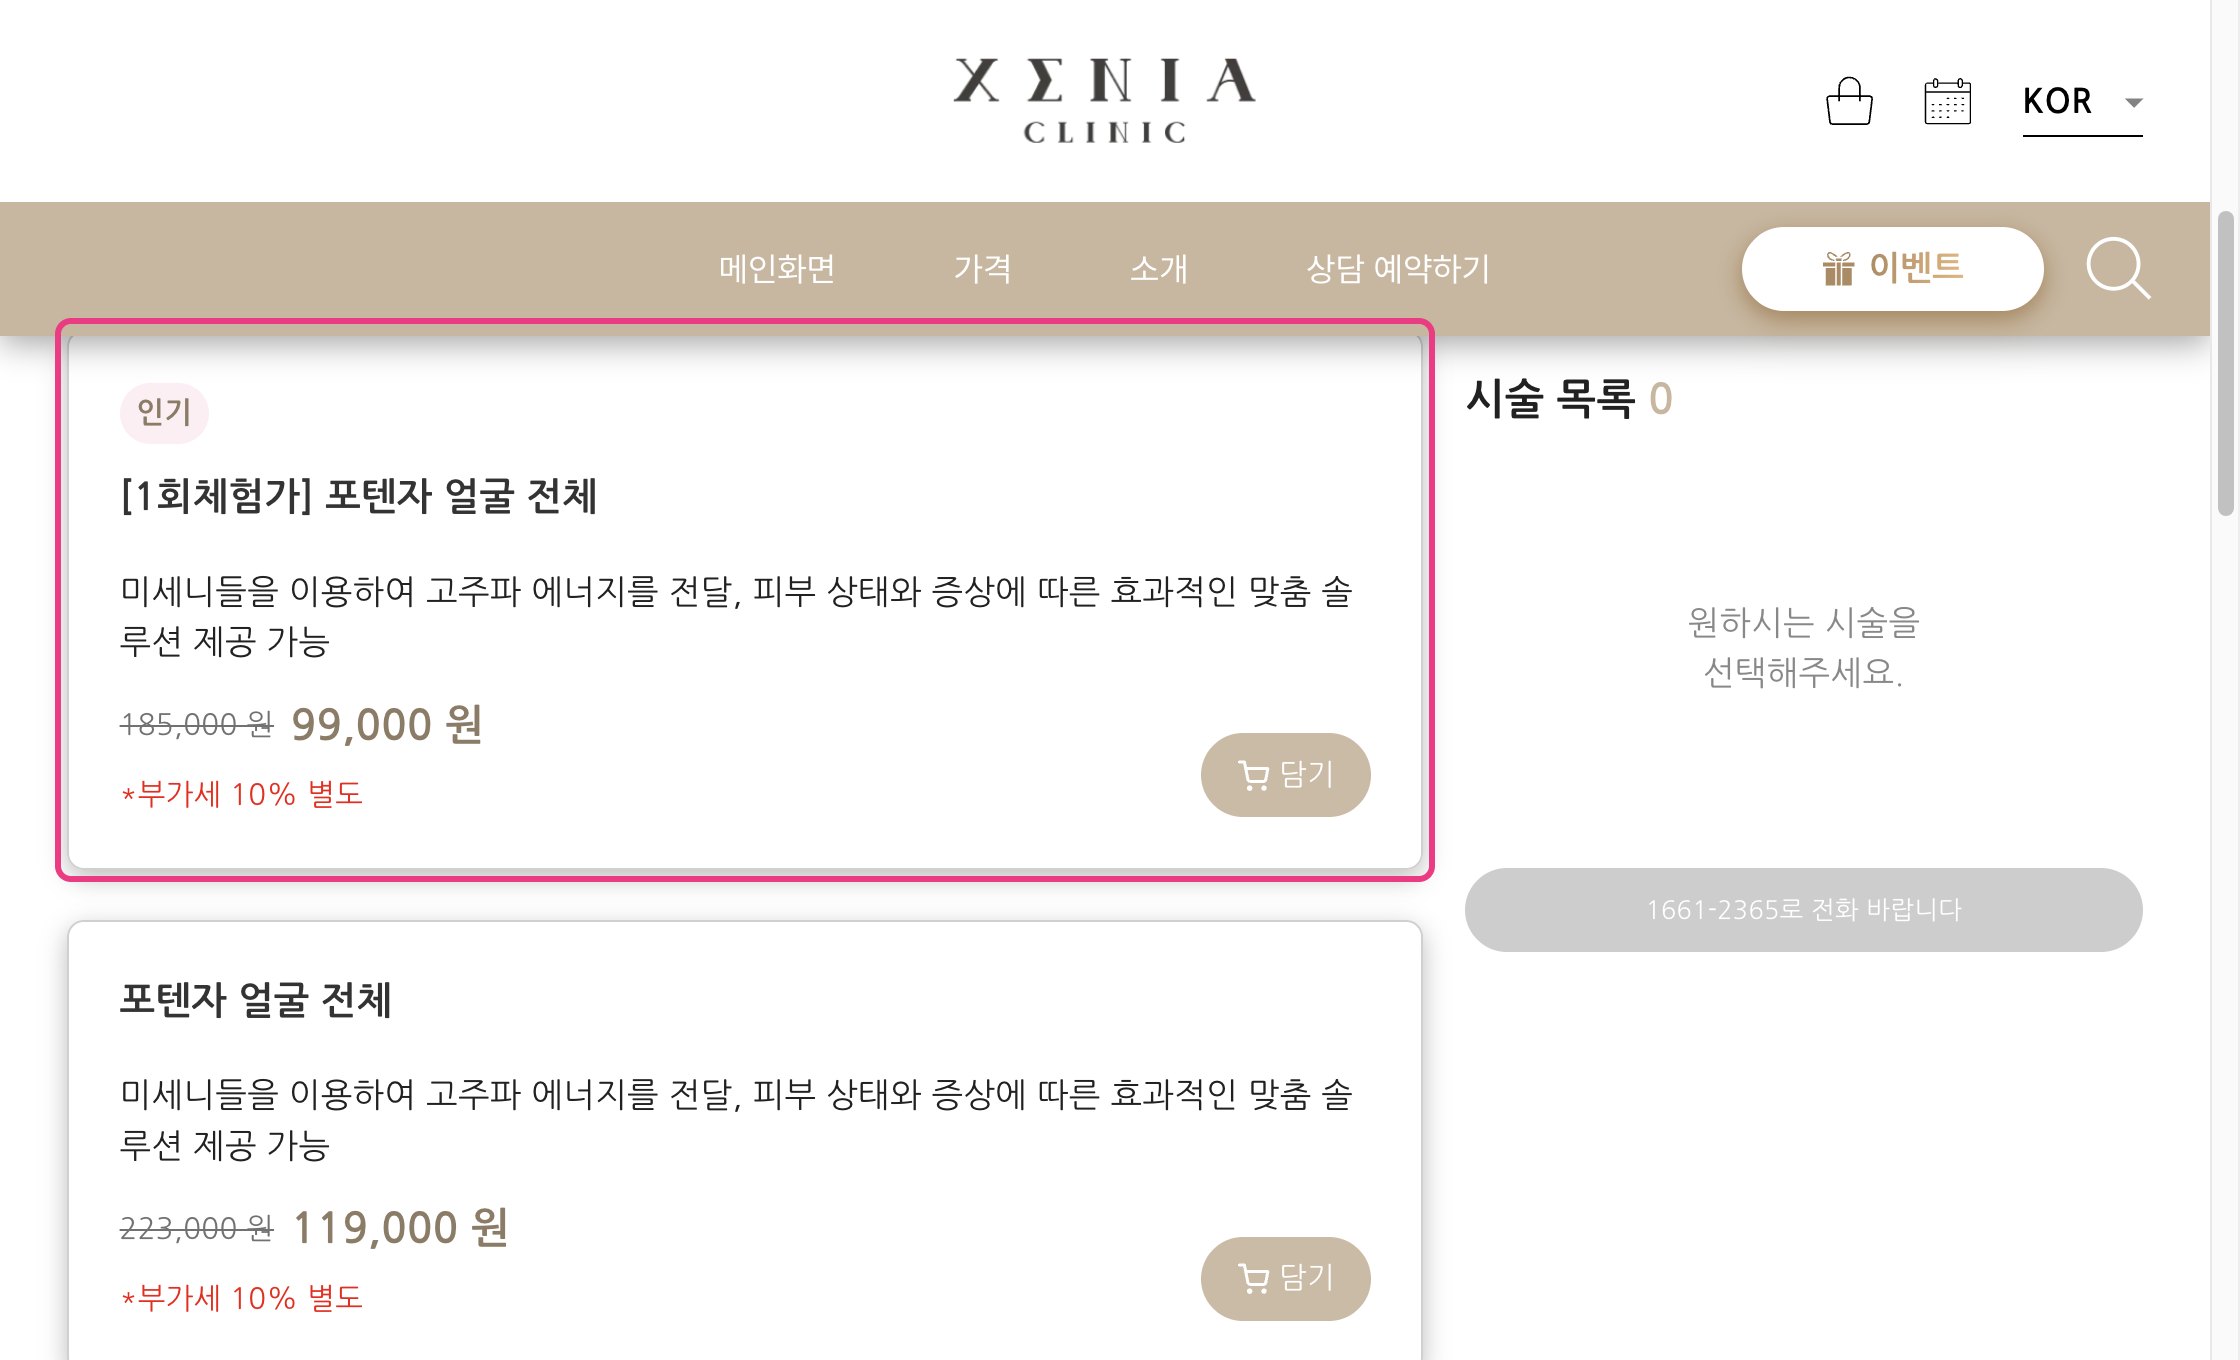 XΣNIA
CLINIC
KOR
메인화면
가격
소개
상담 예약하기
이벤트
인기
[1회체험가] 포텐자 얼굴 전체
미세니들을 이용하여 고주파 에너지를 전달, 피부 상태와 증상에 따른 효과적인 맞춤 솔
루션 제공 가능
185,000 원 99,000 원
*부가세 10% 별도
담기
포텐자 얼굴 전체
미세니들을 이용하여 고주파 에너지를 전달, 피부 상태와 증상에 따른 효과적인 맞춤 솔
루션 제공 가능
223,000 원 119,000 원
*부가세 10% 별도
담기
시술 목록 0
원하시는 시술을
선택해주세요.
1661-2365로 전화 바랍니다